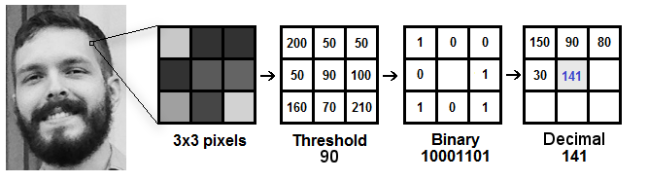 200 50 50
50 90 100
160 70 210
1 0 0
0 1
1 0 1
150 90 80
30 141
3x3 pixels
Threshold
90
Binary
10001101
Decimal
141